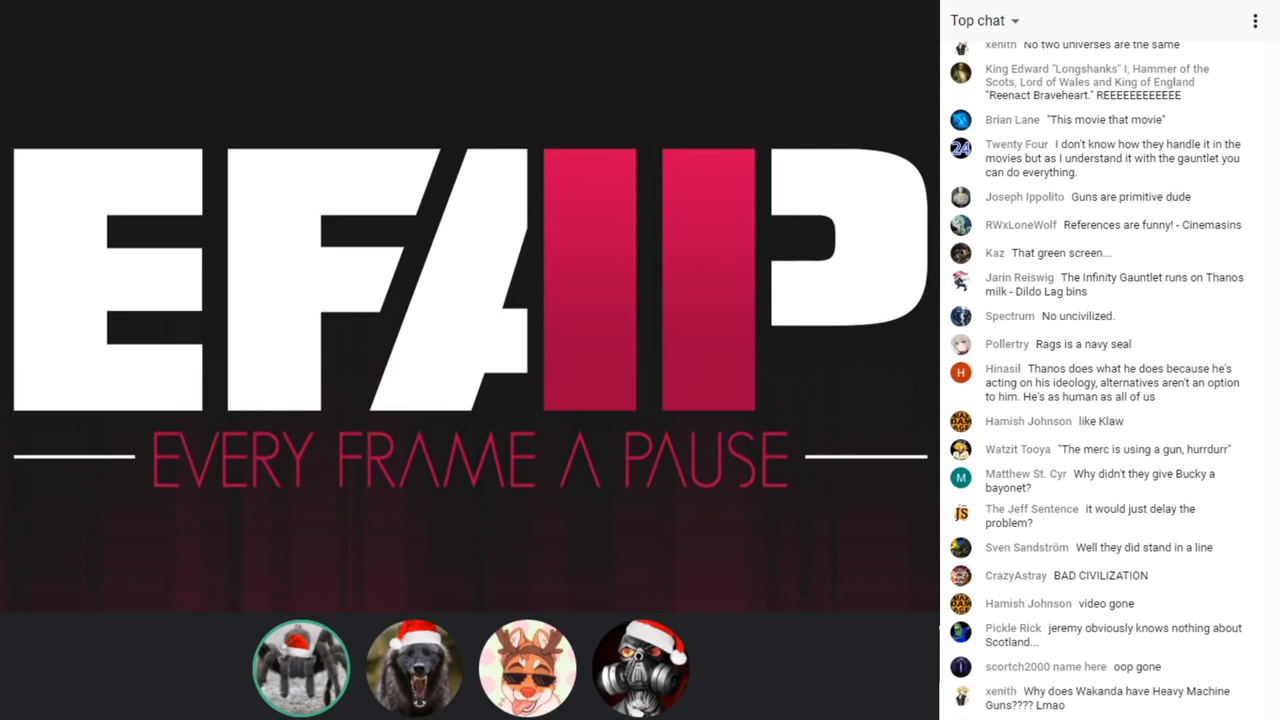 EFAP
EVERY FRAME A PAUSE
Top chat
xenith No two universes are the same
King Edward "Longshanks" I, Hammer of the
Scots, Lord of Wales and King of England
"Reenact Braveheart." REEEEEEEEEEEE
Brian Lane "This movie that movie"
24
Twenty Four I don't know how they handle it in the
movies but as I understand it with the gauntlet you
can do everything.
Joseph Ippolito Guns are primitive dude
RWxLoneWolf References are funny! - Cinemasins
Kaz That green screen...
Jarin Reiswig The Infinity Gauntlet runs on Thanos
milk - Dildo Lag bins
Spectrum No uncivilized.
Pollertry Rags is a navy seal
H
Hinasil Thanos does what he does because he's
acting on his ideology, alternatives aren't an option
to him. He's as human as all of us
Hamish Johnson like Klaw
Watzit Tooya "The merc is using a gun, hurrdurr"
M
Matthew St. Cyr Why didn't they give Bucky a
bayonet?
JS
The Jeff Sentence it would just delay the
problem?
Sven Sandström Well they did stand in a line
CrazyAstray BAD CIVILIZATION
Hamish Johnson video gone
Pickle Rick jeremy obviously knows nothing about
Scotland...
scortch2000 name here oop gone
xenith Why does Wakanda have Heavy Machine
Guns???? Lmao